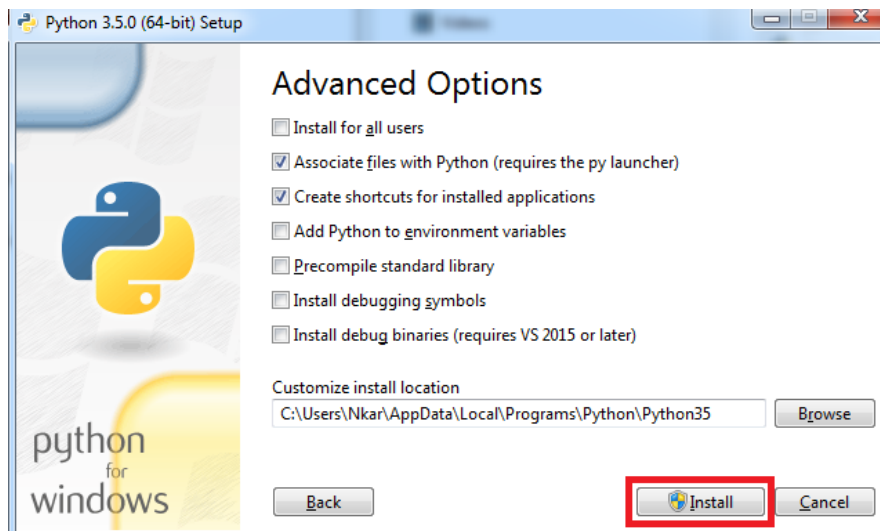 Python 3.5.0 (64-bit) Setup
Advanced Options
Install for all users
Associate files with Python (requires the py launcher)
Create shortcuts for installed applications
Add Python to environment variables
Precompile standard library
Install debugging symbols
Install debug binaries (requires VS 2015 or later)
Customize install location
C:\Users\Nkar\AppData\Local\Programs\Python\Python35
Browse
python
for
windows
Back
Install
Cancel